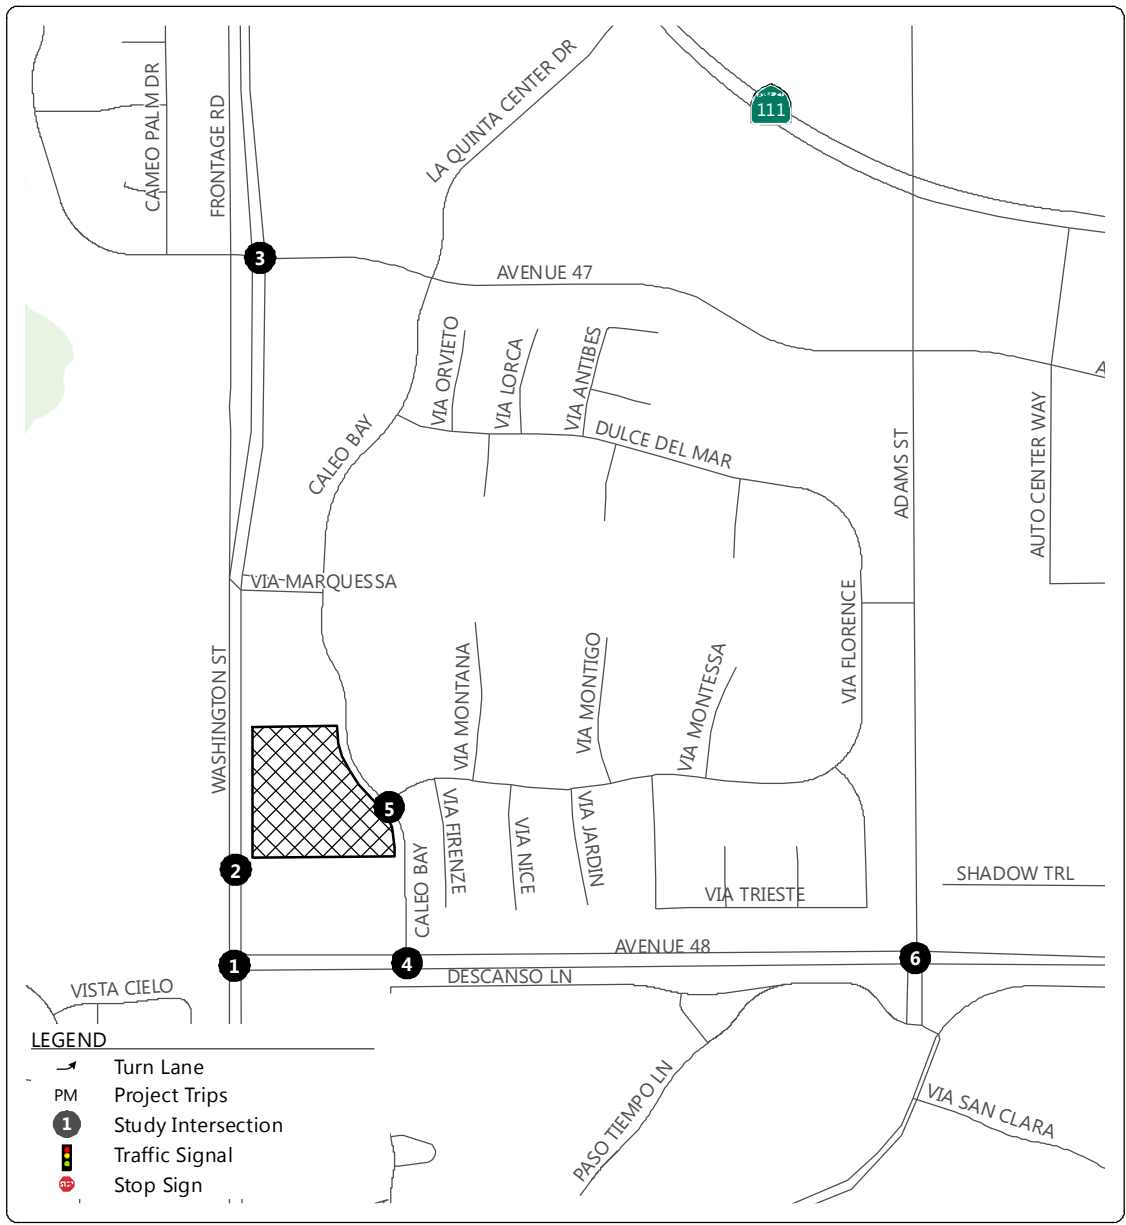 LA QUINTA CENTER DR
CAMEO PALM DR
FRONTAGE RD
111
3
AVENUE 47
VIA ORVIETO
VIA LORCA
VIA ANTIBES
A
CALEO BAY
DULCE DEL MAR
ADAMS ST
AUTO CENTER WAY
VIA MARQUESSA
WASHINGTON ST
VIA MONTANA
VIA MONTIGO
VIA MONTESSA
VIA FLORENCE
5
VIA FIRENZE
VIA NICE
VIA JARDIN
2
CALEO BAY
SHADOW TRL
VIA TRIESTE
AVENUE 48
1
4
6
DESCANSO LN
VISTA CIELO
PASO TIEMPO LN
VIA SAN CLARA
LEGEND
Turn Lane
PM Project Trips
1 Study Intersection
Traffic Signal
STOP Stop Sign